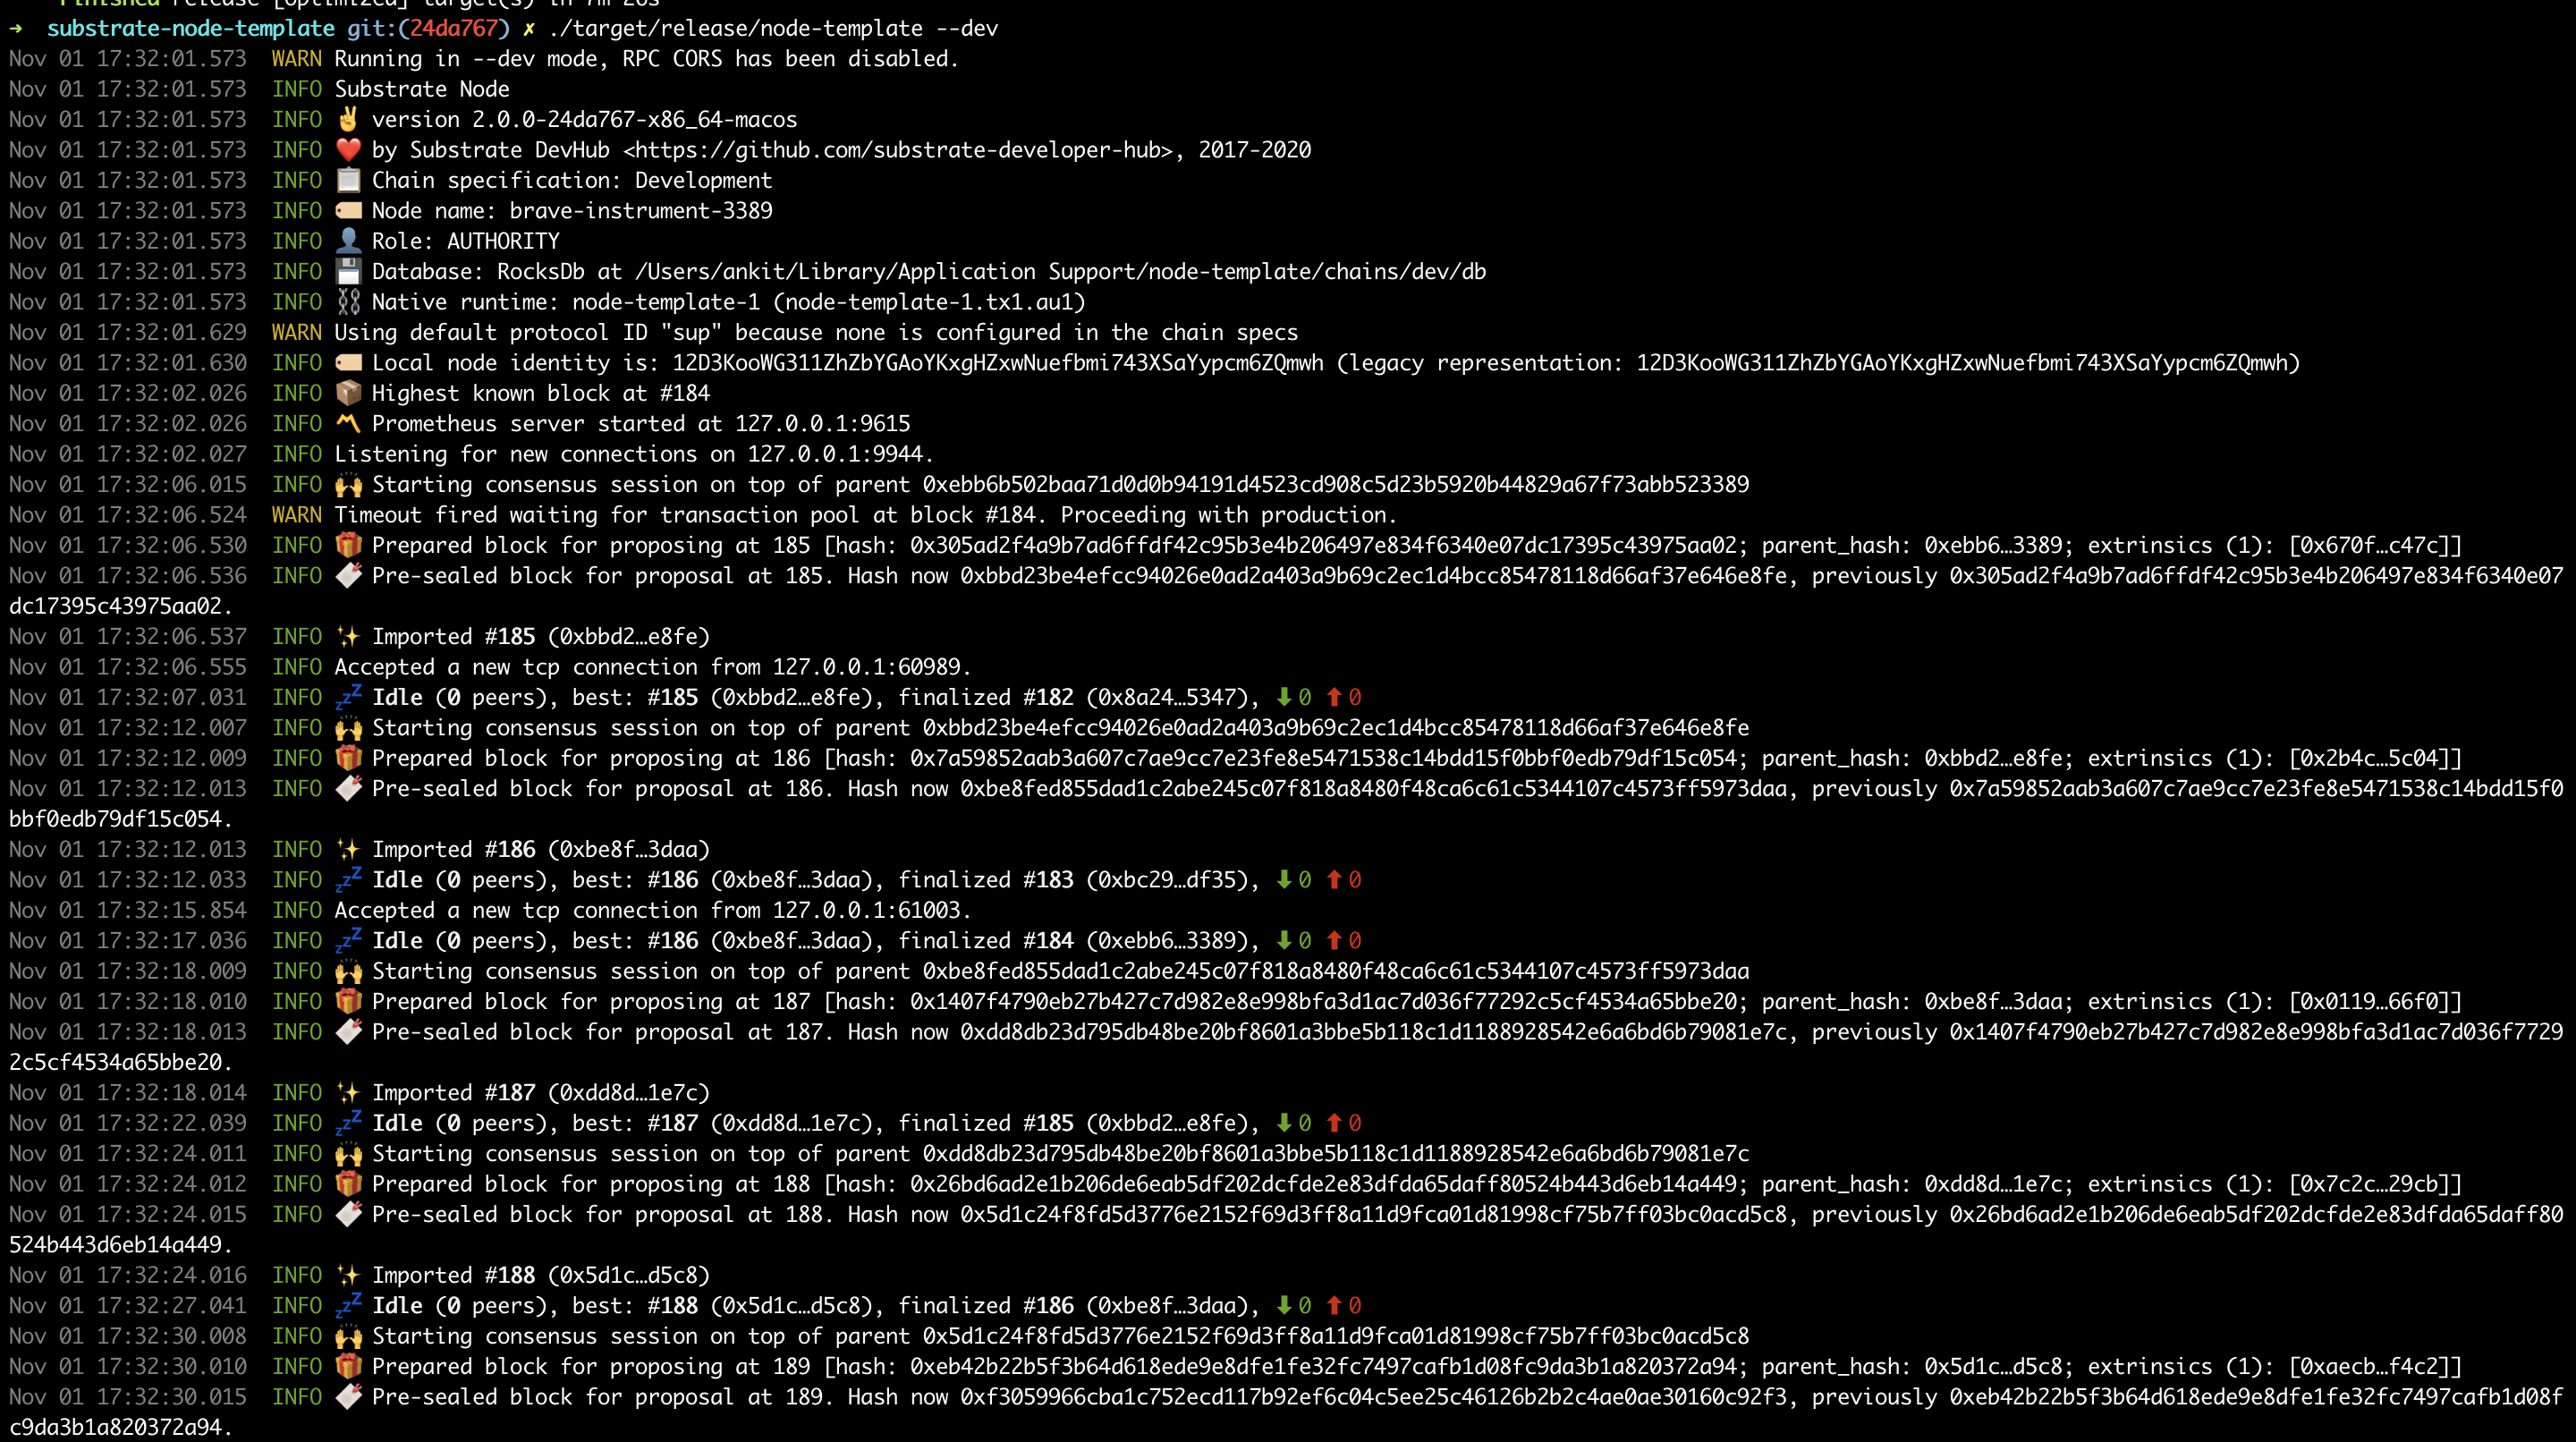 Finished release [optimized] target(s) in 7m 26s
→ substrate-node-template git:(24da767) ✗ ./target/release/node-template --dev
Nov 01 17:32:01.573 WARN Running in --dev mode, RPC CORS has been disabled.
Nov 01 17:32:01.573 INFO Substrate Node
Nov 01 17:32:01.573 INFO ✌️ version 2.0.0-24da767-x86_64-macos
Nov 01 17:32:01.573 INFO ❤️ by Substrate DevHub <https://github.com/substrate-developer-hub>, 2017-2020
Nov 01 17:32:01.573 INFO 📋 Chain specification: Development
Nov 01 17:32:01.573 INFO 🏷 Node name: brave-instrument-3389
Nov 01 17:32:01.573 INFO 👤 Role: AUTHORITY
Nov 01 17:32:01.573 INFO 💾 Database: RocksDb at /Users/ankit/Library/Application Support/node-template/chains/dev/db
Nov 01 17:32:01.573 INFO ⛓ Native runtime: node-template-1 (node-template-1.tx1.au1)
Nov 01 17:32:01.629 WARN Using default protocol ID "sup" because none is configured in the chain specs
Nov 01 17:32:01.630 INFO 🏷 Local node identity is: 12D3KooWG311ZhZbYGAoYKxgHZxwNuefbmi743XSaYypcm6ZQmwh (legacy representation: 12D3KooWG311ZhZbYGAoYKxgHZxwNuefbmi743XSaYypcm6ZQmwh)
Nov 01 17:32:02.026 INFO 📦 Highest known block at #184
Nov 01 17:32:02.026 INFO 〽️ Prometheus server started at 127.0.0.1:9615
Nov 01 17:32:02.027 INFO Listening for new connections on 127.0.0.1:9944.
Nov 01 17:32:06.015 INFO 🙌 Starting consensus session on top of parent 0xebb6b502baa71d0d0b94191d4523cd908c5d23b5920b44829a67f73abb523389
Nov 01 17:32:06.524 WARN Timeout fired waiting for transaction pool at block #184. Proceeding with production.
Nov 01 17:32:06.530 INFO 🎁 Prepared block for proposing at 185 [hash: 0x305ad2f4a9b7ad6ffdf42c95b3e4b206497e834f6340e07dc17395c43975aa02; parent_hash: 0xebb6…3389; extrinsics (1): [0x670f…c47c]]
Nov 01 17:32:06.536 INFO 🔖 Pre-sealed block for proposal at 185. Hash now 0xbbd23be4efcc94026e0ad2a403a9b69c2ec1d4bcc85478118d66af37e646e8fe, previously 0x305ad2f4a9b7ad6ffdf42c95b3e4b206497e834f6340e07
dc17395c43975aa02.
Nov 01 17:32:06.537 INFO ✨ Imported #185 (0xbbd2…e8fe)
Nov 01 17:32:06.555 INFO Accepted a new tcp connection from 127.0.0.1:60989.
Nov 01 17:32:07.031 INFO 💤 Idle (0 peers), best: #185 (0xbbd2…e8fe), finalized #182 (0x8a24…5347), ⬇ 0 ⬆ 0
Nov 01 17:32:12.007 INFO 🙌 Starting consensus session on top of parent 0xbbd23be4efcc94026e0ad2a403a9b69c2ec1d4bcc85478118d66af37e646e8fe
Nov 01 17:32:12.009 INFO 🎁 Prepared block for proposing at 186 [hash: 0x7a59852aab3a607c7ae9cc7e23fe8e5471538c14bdd15f0bbf0edb79df15c054; parent_hash: 0xbbd2…e8fe; extrinsics (1): [0x2b4c…5c04]]
Nov 01 17:32:12.013 INFO 🔖 Pre-sealed block for proposal at 186. Hash now 0xbe8fed855dad1c2abe245c07f818a8480f48ca6c61c5344107c4573ff5973daa, previously 0x7a59852aab3a607c7ae9cc7e23fe8e5471538c14bdd15f0
bbf0edb79df15c054.
Nov 01 17:32:12.013 INFO ✨ Imported #186 (0xbe8f…3daa)
Nov 01 17:32:12.033 INFO 💤 Idle (0 peers), best: #186 (0xbe8f…3daa), finalized #183 (0xbc29…df35), ⬇ 0 ⬆ 0
Nov 01 17:32:15.854 INFO Accepted a new tcp connection from 127.0.0.1:61003.
Nov 01 17:32:17.036 INFO 💤 Idle (0 peers), best: #186 (0xbe8f…3daa), finalized #184 (0xebb6…3389), ⬇ 0 ⬆ 0
Nov 01 17:32:18.009 INFO 🙌 Starting consensus session on top of parent 0xbe8fed855dad1c2abe245c07f818a8480f48ca6c61c5344107c4573ff5973daa
Nov 01 17:32:18.010 INFO 🎁 Prepared block for proposing at 187 [hash: 0x1407f4790eb27b427c7d982e8e998bfa3d1ac7d036f77292c5cf4534a65bbe20; parent_hash: 0xbe8f…3daa; extrinsics (1): [0x0119…66f0]]
Nov 01 17:32:18.013 INFO 🔖 Pre-sealed block for proposal at 187. Hash now 0xdd8db23d795db48be20bf8601a3bbe5b118c1d1188928542e6a6bd6b79081e7c, previously 0x1407f4790eb27b427c7d982e8e998bfa3d1ac7d036f7729
2c5cf4534a65bbe20.
Nov 01 17:32:18.014 INFO ✨ Imported #187 (0xdd8d…1e7c)
Nov 01 17:32:22.039 INFO 💤 Idle (0 peers), best: #187 (0xdd8d…1e7c), finalized #185 (0xbbd2…e8fe), ⬇ 0 ⬆ 0
Nov 01 17:32:24.011 INFO 🙌 Starting consensus session on top of parent 0xdd8db23d795db48be20bf8601a3bbe5b118c1d1188928542e6a6bd6b79081e7c
Nov 01 17:32:24.012 INFO 🎁 Prepared block for proposing at 188 [hash: 0x26bd6ad2e1b206de6eab5df202dcfde2e83dfda65daff80524b443d6eb14a449; parent_hash: 0xdd8d…1e7c; extrinsics (1): [0x7c2c…29cb]]
Nov 01 17:32:24.015 INFO 🔖 Pre-sealed block for proposal at 188. Hash now 0x5d1c24f8fd5d3776e2152f69d3ff8a11d9fca01d81998cf75b7ff03bc0acd5c8, previously 0x26bd6ad2e1b206de6eab5df202dcfde2e83dfda65daff80
524b443d6eb14a449.
Nov 01 17:32:24.016 INFO ✨ Imported #188 (0x5d1c…d5c8)
Nov 01 17:32:27.041 INFO 💤 Idle (0 peers), best: #188 (0x5d1c…d5c8), finalized #186 (0xbe8f…3daa), ⬇ 0 ⬆ 0
Nov 01 17:32:30.008 INFO 🙌 Starting consensus session on top of parent 0x5d1c24f8fd5d3776e2152f69d3ff8a11d9fca01d81998cf75b7ff03bc0acd5c8
Nov 01 17:32:30.010 INFO 🎁 Prepared block for proposing at 189 [hash: 0xeb42b22b5f3b64d618ede9e8dfe1fe32fc7497cafb1d08fc9da3b1a820372a94; parent_hash: 0x5d1c…d5c8; extrinsics (1): [0xaecb…f4c2]]
Nov 01 17:32:30.015 INFO 🔖 Pre-sealed block for proposal at 189. Hash now 0xf3059966cba1c752ecd117b92ef6c04c5ee25c46126b2b2c4ae0ae30160c92f3, previously 0xeb42b22b5f3b64d618ede9e8dfe1fe32fc7497cafb1d08f
c9da3b1a820372a94.